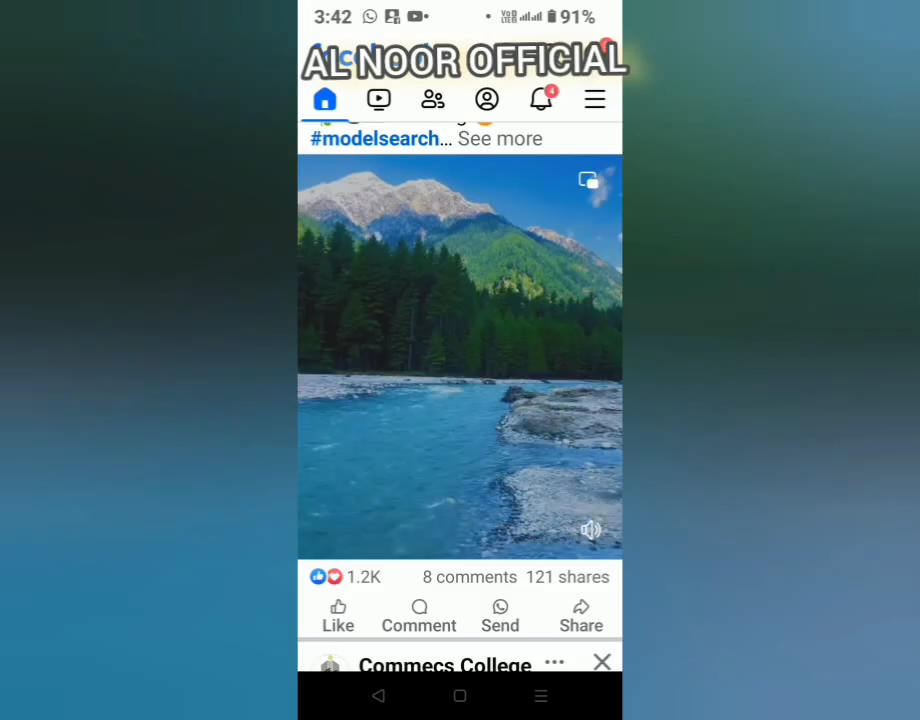 3:42 91%
AL NOOR OFFICIAL
4
#modelsearch... See more
1.2K 8 comments 121 shares
Like Comment Send Share
Commecs College